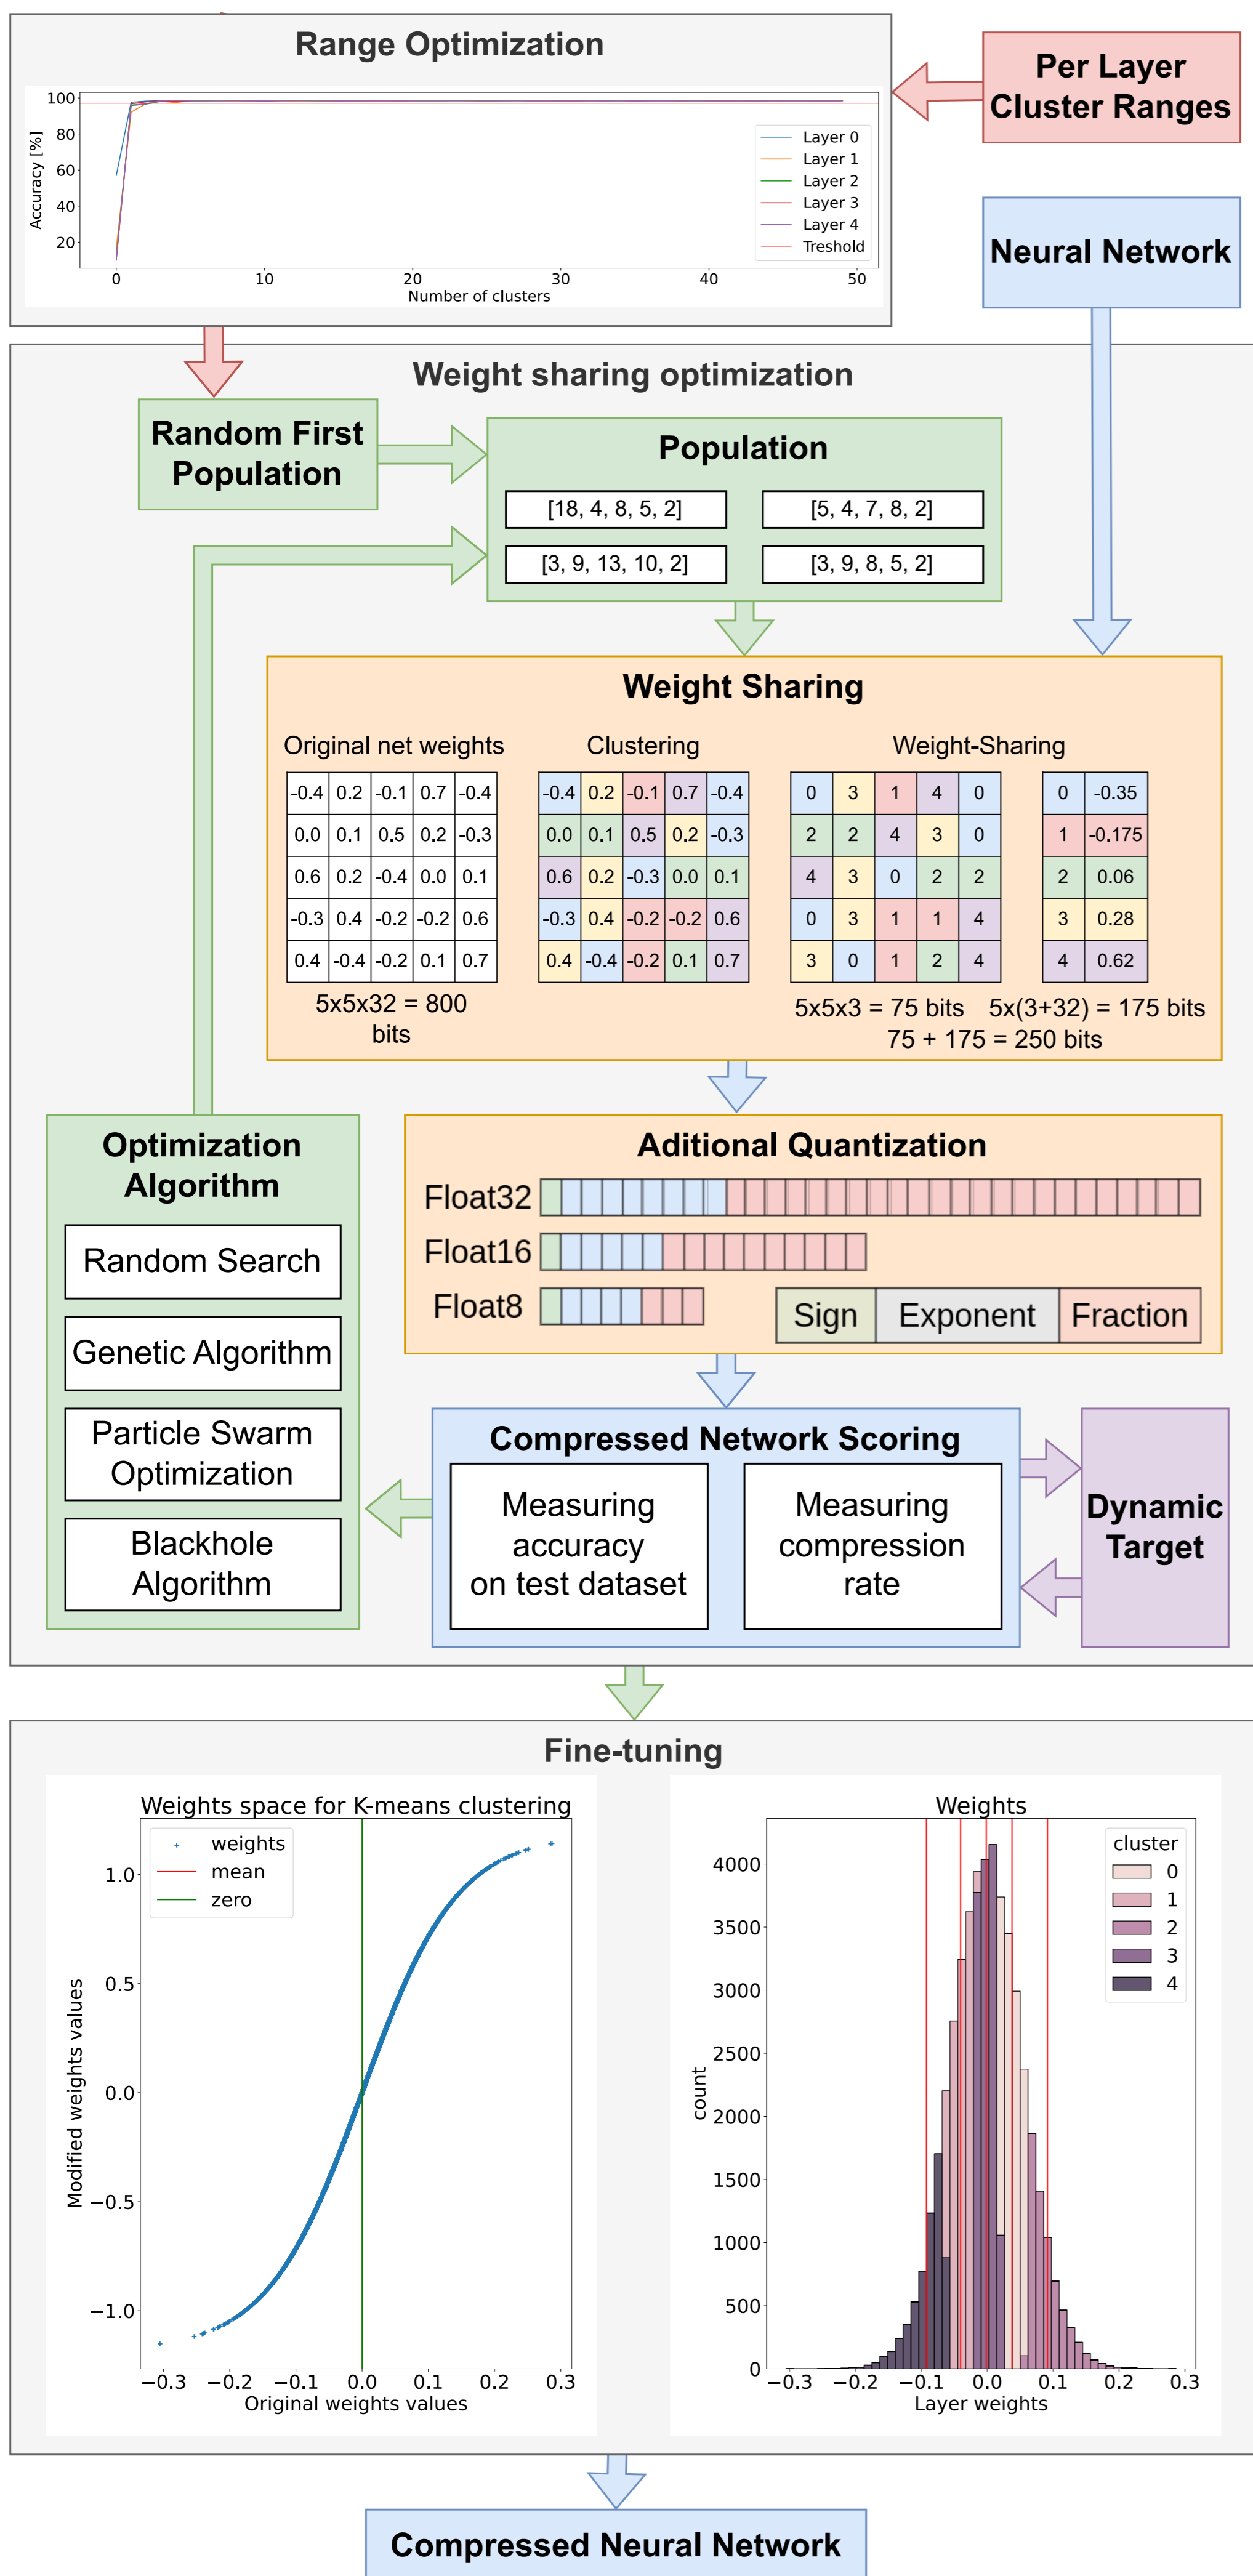 Range Optimization
100
80
60
40
20
Accuracy [%]
0 10 20 30 40 50
Number of clusters
Layer 0
Layer 1
Layer 2
Layer 3
Layer 4
Treshold
Per Layer
Cluster Ranges
Neural Network
Weight sharing optimization
Random First
Population
Population
[18, 4, 8, 5, 2] [5, 4, 7, 8, 2]
[3, 9, 13, 10, 2] [3, 9, 8, 5, 2]
Weight Sharing
Original net weights Clustering Weight-Sharing
-0.4 0.2 -0.1 0.7 -0.4 -0.4 0.2 -0.1 0.7 -0.4 0 3 1 4 0 0 -0.35
0.0 0.1 0.5 0.2 -0.3 0.0 0.1 0.5 0.2 -0.3 2 2 4 3 0 1 -0.175
0.6 0.2 -0.4 0.0 0.1 0.6 0.2 -0.3 0.0 0.1 4 3 0 2 2 2 0.06
-0.3 0.4 -0.2 -0.2 0.6 -0.3 0.4 -0.2 -0.2 0.6 0 3 1 1 4 3 0.28
0.4 -0.4 -0.2 0.1 0.7 0.4 -0.4 -0.2 0.1 0.7 3 0 1 2 4 4 0.62
5x5x32 = 800
bits
5x5x3 = 75 bits 5x(3+32) = 175 bits
75 + 175 = 250 bits
Optimization
Algorithm
Random Search
Genetic Algorithm
Particle Swarm
Optimization
Blackhole
Algorithm
Aditional Quantization
Float32
Float16
Float8
Sign Exponent Fraction
Compressed Network Scoring
Measuring
accuracy
on test dataset
Measuring
compression
rate
Dynamic
Target
Fine-tuning
Weights space for K-means clustering
weights
mean
zero
1.0
0.5
0.0
−0.5
−1.0
Modified weights values
−0.3 −0.2 −0.1 0.0 0.1 0.2 0.3
Original weights values
Weights
cluster
0
1
2
3
4
4000
3500
3000
2500
2000
1500
1000
500
0
count
−0.3 −0.2 −0.1 0.0 0.1 0.2 0.3
Layer weights
Compressed Neural Network